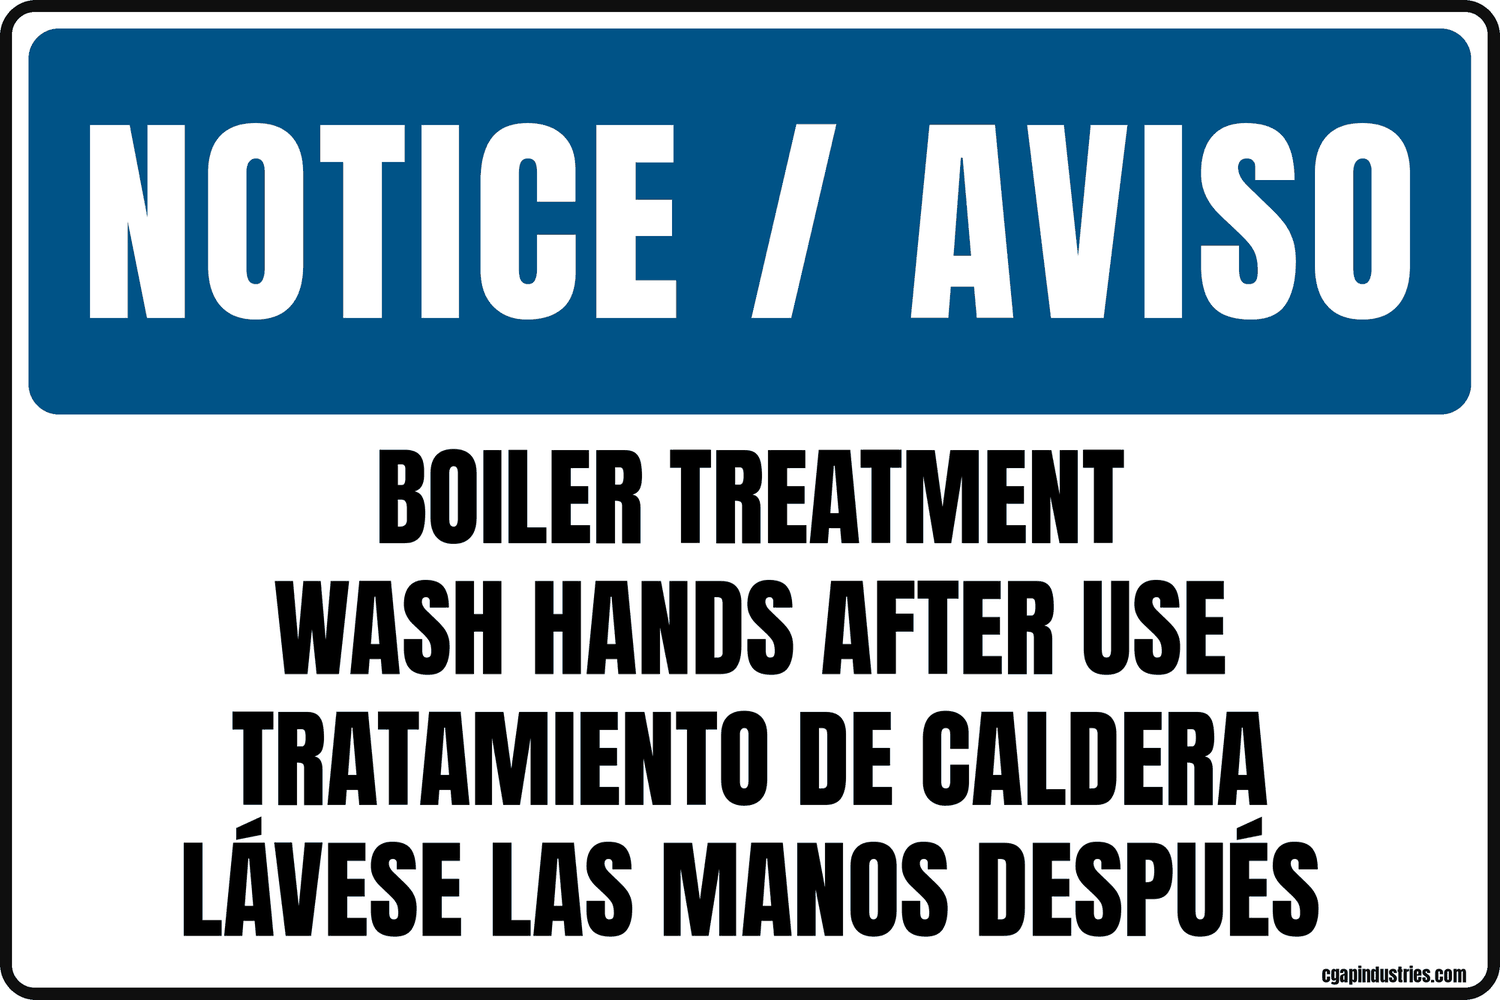 NOTICE / AVISO
BOILER TREATMENT
WASH HANDS AFTER USE
TRATAMIENTO DE CALDERA
LÁVESE LAS MANOS DESPUÉS
cgapindustries.com